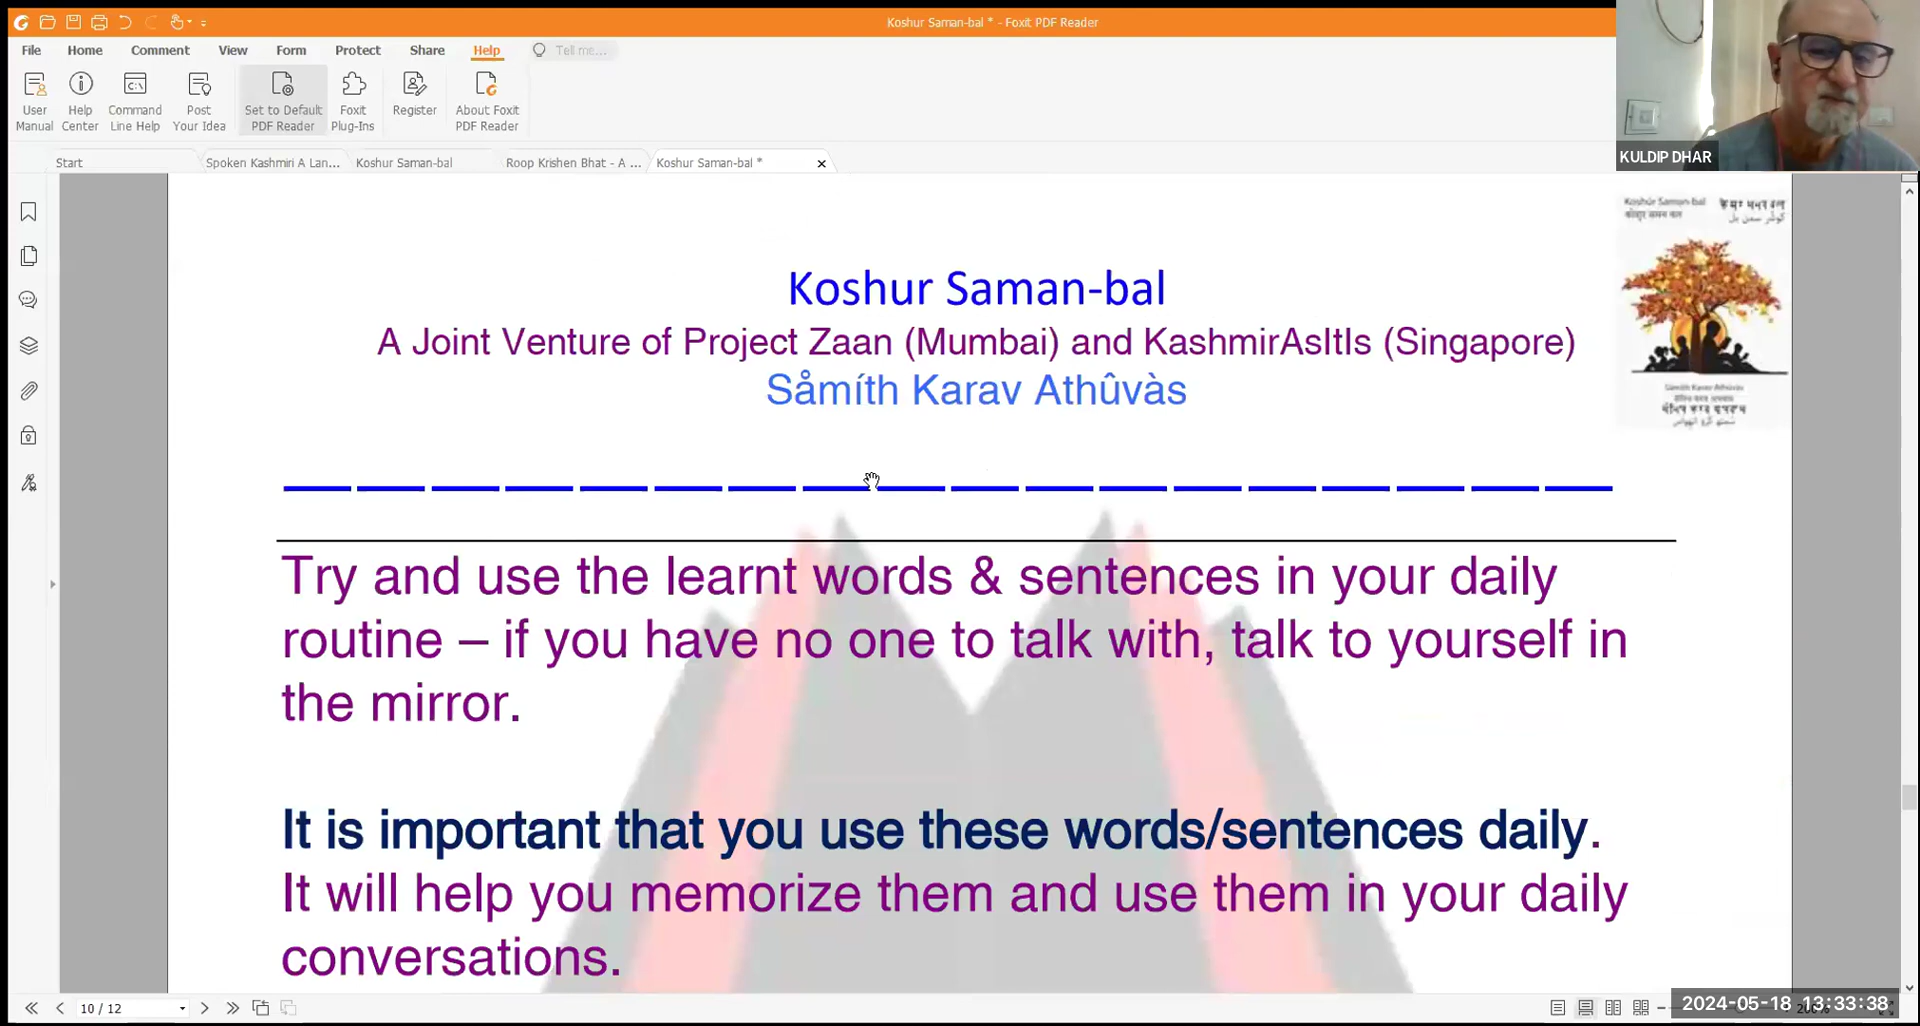 Koshur Saman-bal * - Foxit PDF Reader
File Home Comment View Form Protect Share Help Tell me...
User Manual
Help Center
Command Line Help
Post Your Idea
Set to Default PDF Reader
Foxit Plug-Ins
Register
About Foxit PDF Reader
KULDIP DHAR
Start
Spoken Kashmiri A Lan...
Koshur Saman-bal
Roop Krishen Bhat - A ...
Koshur Saman-bal *
Koshur Saman-bal
Koshur Saman-bal
A Joint Venture of Project Zaan (Mumbai) and KashmirAsItIs (Singapore)
Såmíth Karav Athûvàs
Såmíth Karav Athûvàs
Try and use the learnt words & sentences in your daily
routine – if you have no one to talk with, talk to yourself in
the mirror.
It is important that you use these words/sentences daily.
It will help you memorize them and use them in your daily
conversations.
10 / 12
2024-05-18 13:33:38